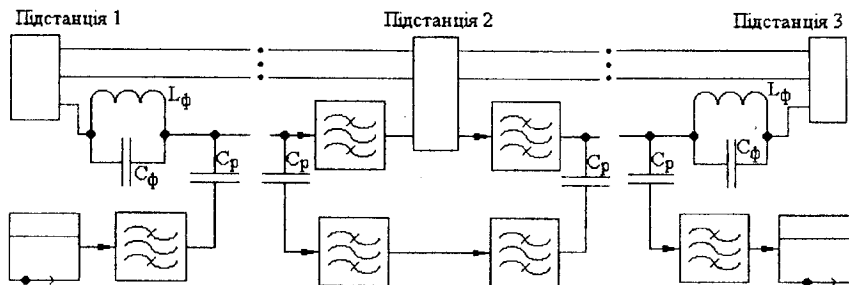 Підстанція 1
Підстанція 2
Підстанція 3
Lф
Lф
Cф
Cр
Cр
Cр
Cр
Cф